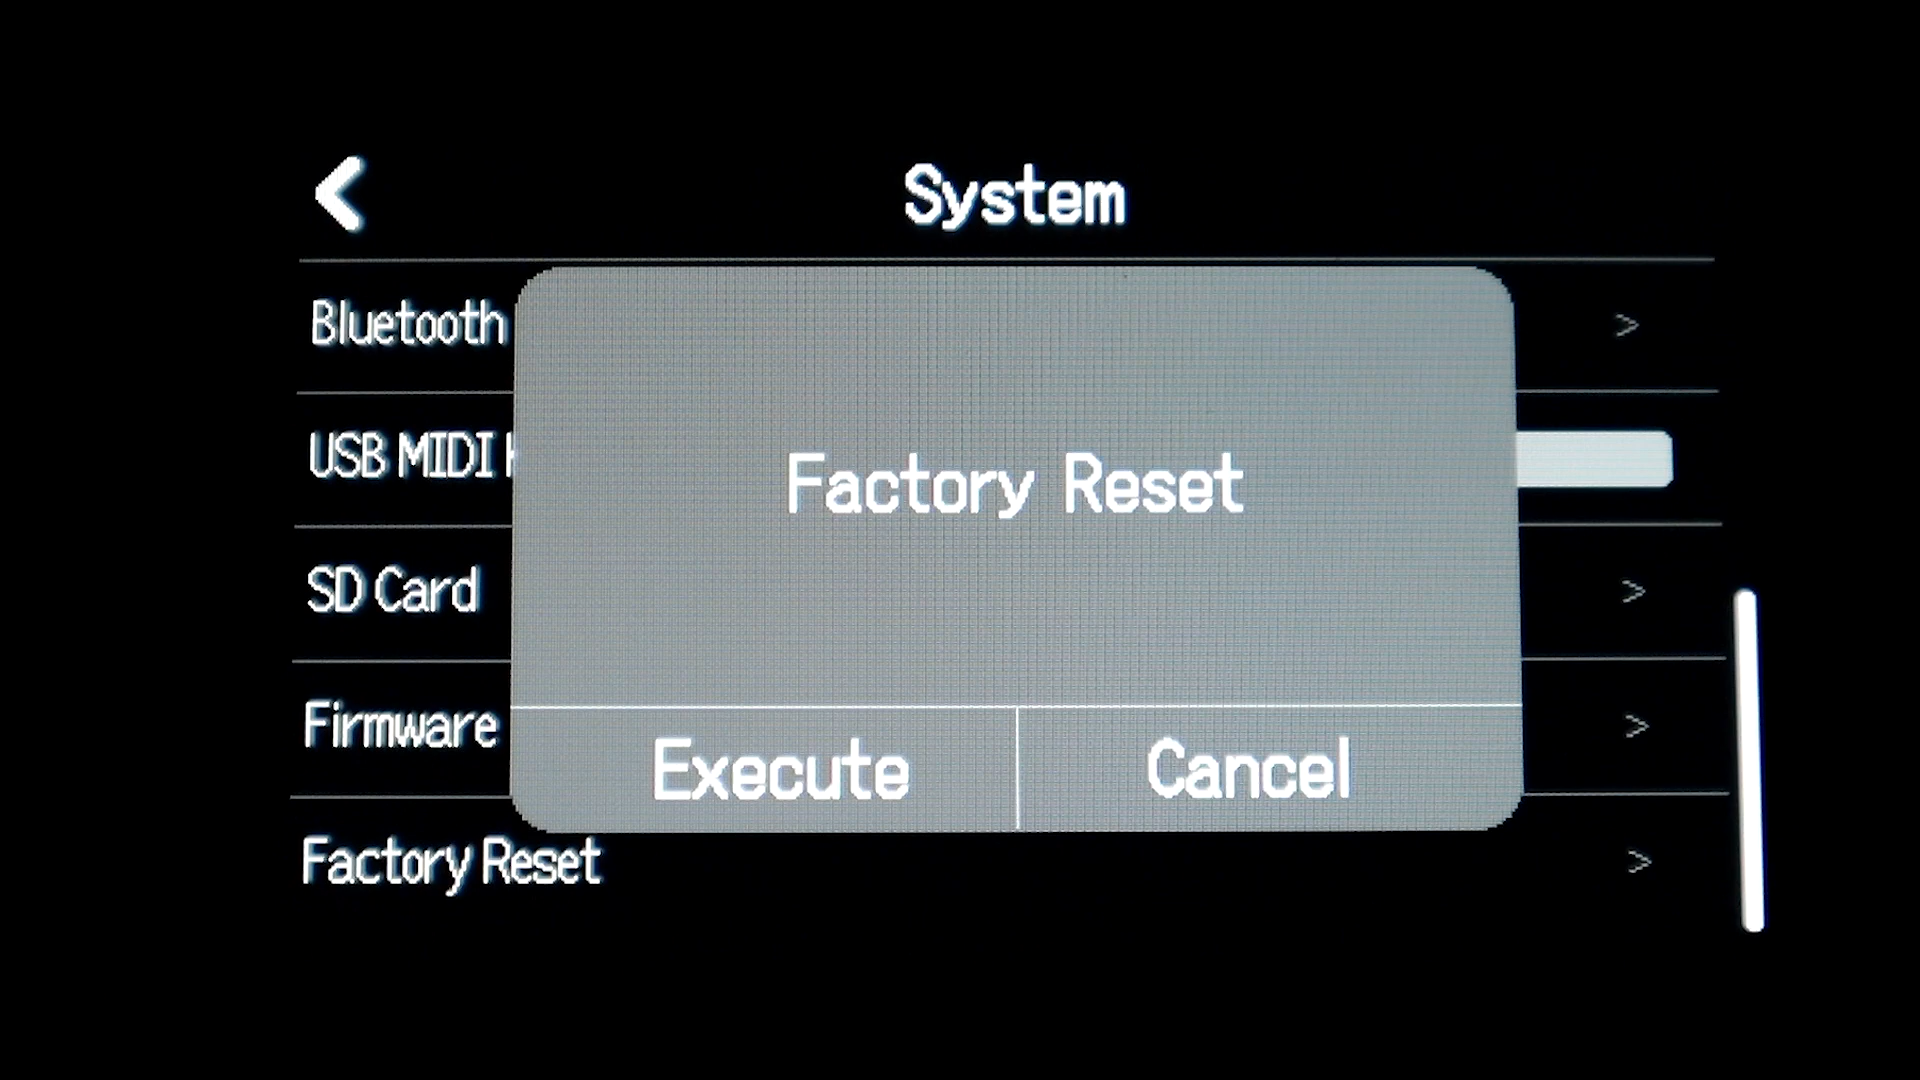 System
Bluetooth
USB MIDI
SD Card
Firmware
Factory Reset
Factory Reset
Execute
Cancel